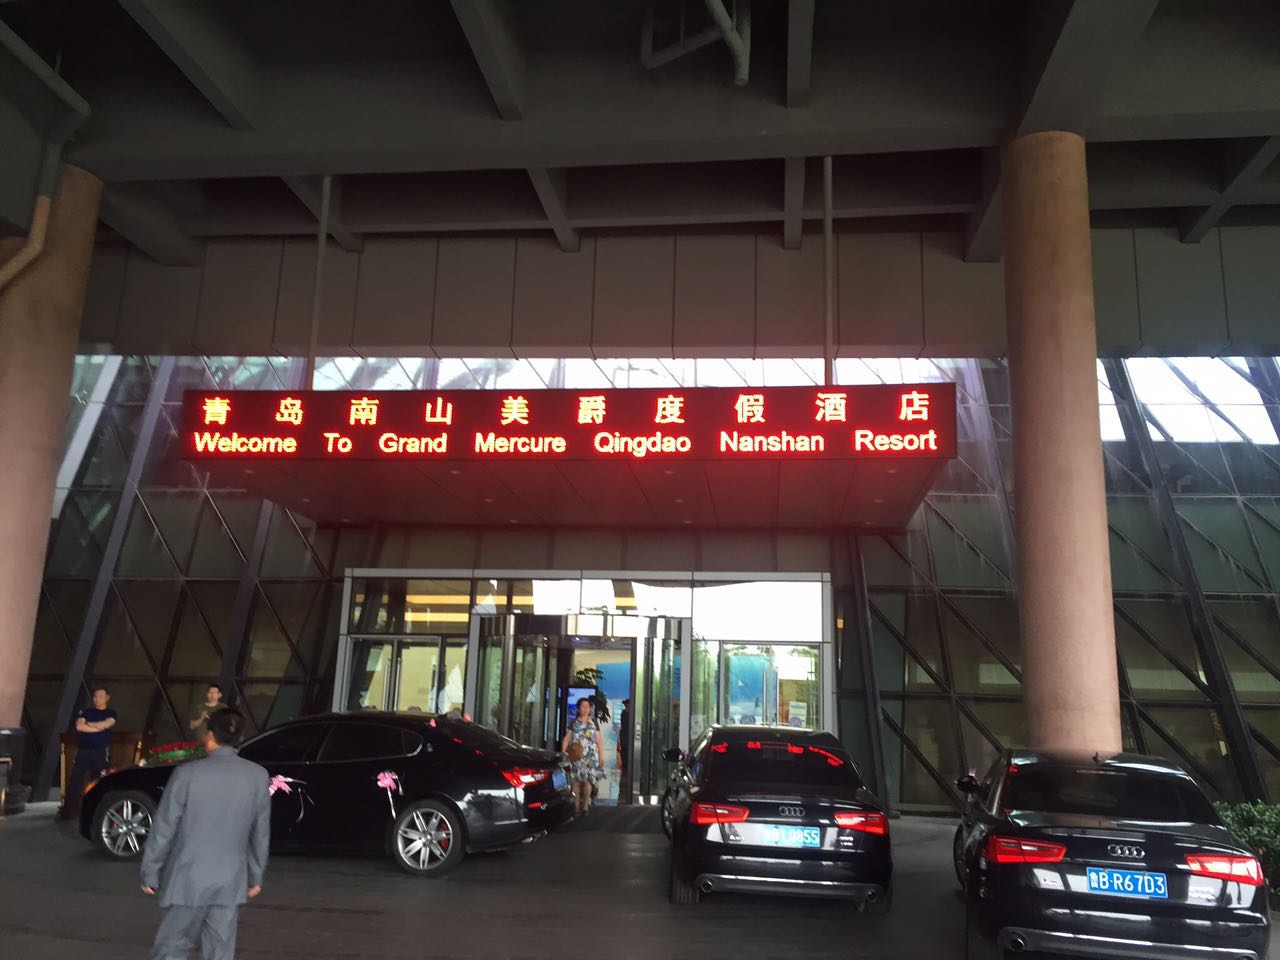 青岛南山美爵度假酒店
Welcome To Grand Mercure Qingdao Nanshan Resort
鲁B·R67D3